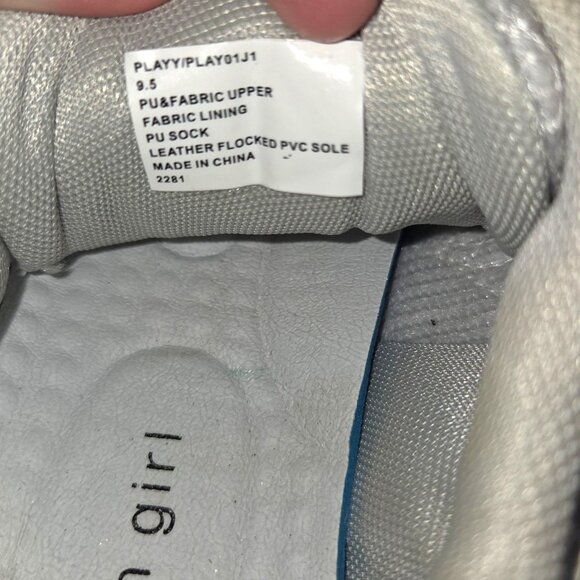 PLAYY/PLAY01J1
9.5
PU&FABRIC UPPER
FABRIC LINING
PU SOCK
LEATHER FLOCKED PVC SOLE
MADE IN CHINA
2281
n girl